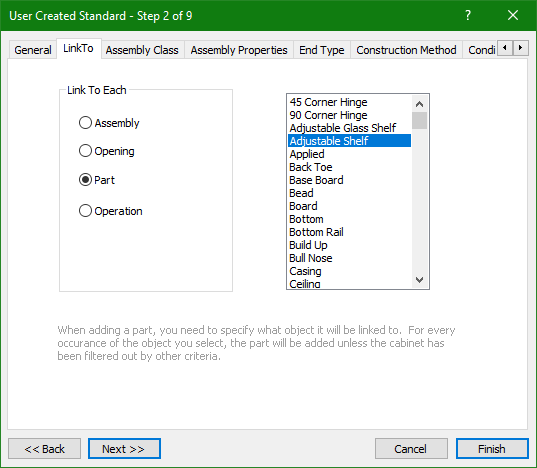 User Created Standard - Step 2 of 9
General LinkTo Assembly Class Assembly Properties End Type Construction Method Condi
Link To Each
Assembly
Opening
Part
Operation
45 Corner Hinge
90 Corner Hinge
Adjustable Glass Shelf
Adjustable Shelf
Applied
Back Toe
Base Board
Bead
Board
Bottom
Bottom Rail
Build Up
Bull Nose
Casing
Ceiling
When adding a part, you need to specify what object it will be linked to.  For every
occurance of the object you select, the part will be added unless the cabinet has
been filtered out by other criteria.
<< Back Next >> Cancel Finish